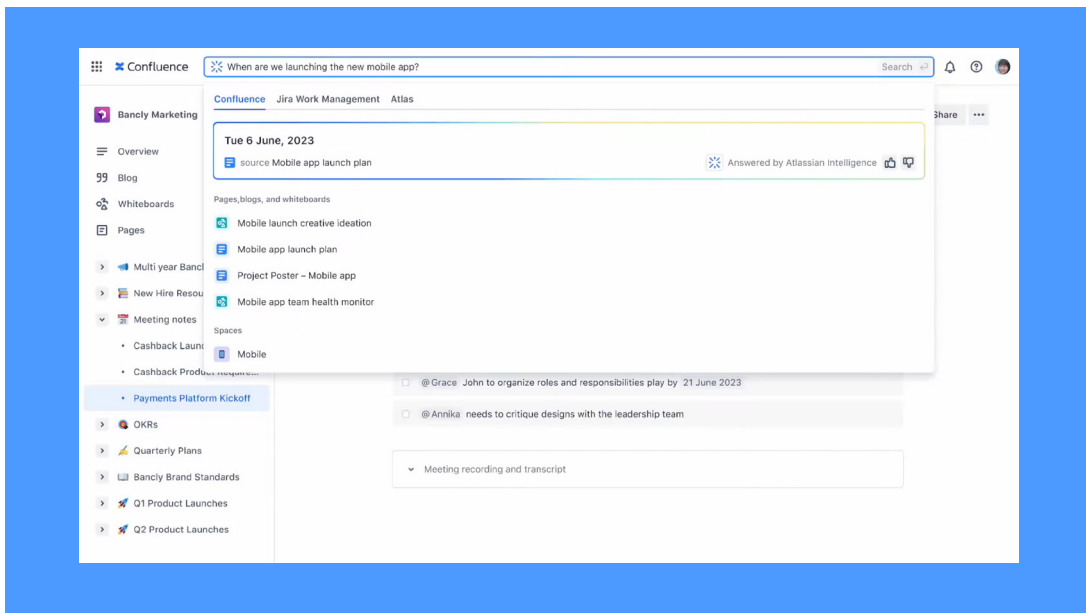 Confluence
When are we launching the new mobile app?
Search
Bancly Marketing
Overview
Blog
Whiteboards
Pages
Multi year Bancl
New Hire Resou
Meeting notes
Cashback Laun
Cashback Product Require...
Payments Platform Kickoff
OKRs
Quarterly Plans
Bancly Brand Standards
Q1 Product Launches
Q2 Product Launches
Confluence Jira Work Management Atlas
Tue 6 June, 2023
source Mobile app launch plan
Answered by Atlassian Intelligence
Pages,blogs, and whiteboards
Mobile launch creative ideation
Mobile app launch plan
Project Poster – Mobile app
Mobile app team health monitor
Spaces
Mobile
Share
@Grace John to organize roles and responsibilities play by 21 June 2023
@Annika needs to critique designs with the leadership team
Meeting recording and transcript